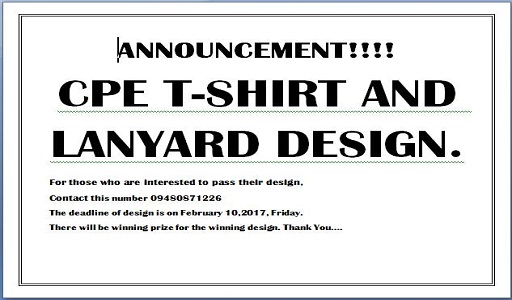 ANNOUNCEMENT!!!!
CPE T-SHIRT AND
LANYARD DESIGN.
For those who are interested to pass their design,
Contact this number 09480871226
The deadline of design is on February 10,2017, Friday.
There will be winning prize for the winning design. Thank You....